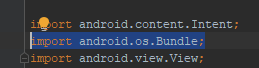 import android.content.Intent;
import android.os.Bundle;
import android.view.View;